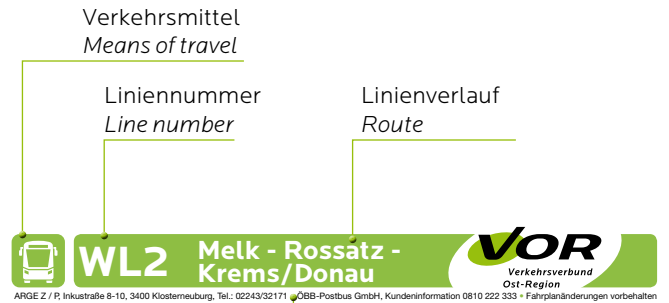 Verkehrsmittel
Means of travel
Liniennummer
Line number
Linienverlauf
Route
WL2
Melk - Rossatz -
Krems/Donau
VOR
Verkehrsverbund
Ost-Region
ARGE Z / P, Inkustraße 8-10, 3400 Klosterneuburg, Tel.: 02243/32171 • ÖBB-Postbus GmbH, Kundeninformation 0810 222 333 • Fahrplanänderungen vorbehalten